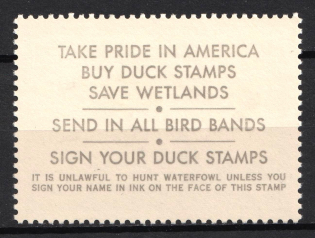 TAKE PRIDE IN AMERICA
BUY DUCK STAMPS
SAVE WETLANDS
SEND IN ALL BIRD BANDS
SIGN YOUR DUCK STAMPS
IT IS UNLAWFUL TO HUNT WATERFOWL UNLESS YOU
SIGN YOUR NAME IN INK ON THE FACE OF THIS STAMP